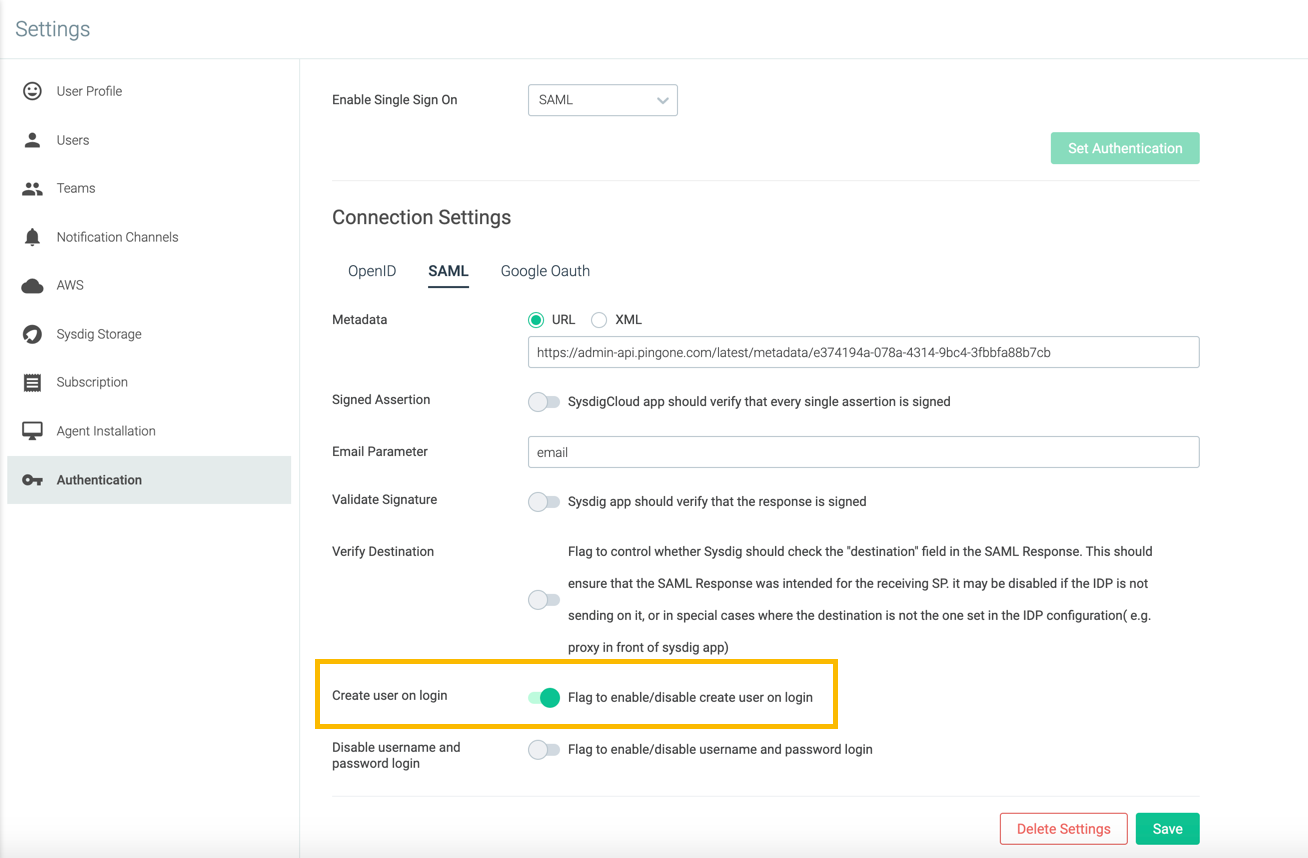 Settings
User Profile
Users
Teams
Notification Channels
AWS
Sysdig Storage
Subscription
Agent Installation
Authentication
Enable Single Sign On
SAML
Set Authentication
Connection Settings
OpenID SAML Google Oauth
Metadata
URL XML
https://admin-api.pingone.com/latest/metadata/e374194a-078a-4314-9bc4-3fbbfa88b7cb
Signed Assertion
SysdigCloud app should verify that every single assertion is signed
Email Parameter
email
Validate Signature
Sysdig app should verify that the response is signed
Verify Destination
Flag to control whether Sysdig should check the "destination" field in the SAML Response. This should
ensure that the SAML Response was intended for the receiving SP. it may be disabled if the IDP is not
sending on it, or in special cases where the destination is not the one set in the IDP configuration( e.g.
proxy in front of sysdig app)
Create user on login
Flag to enable/disable create user on login
Disable username and
password login
Flag to enable/disable username and password login
Delete Settings
Save